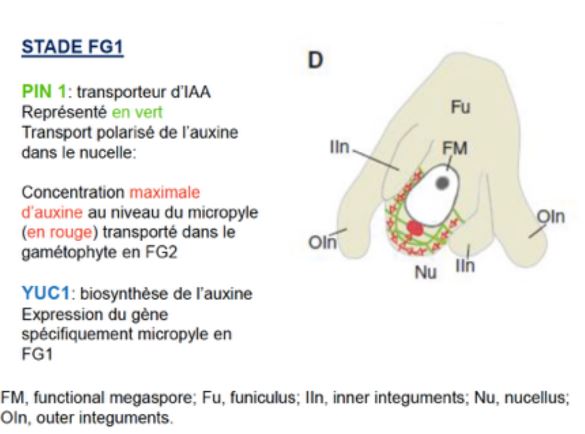 STADE FG1
PIN 1: transporteur d'IAA
Représenté en vert
Transport polarisé de l'auxine
dans le nucelle:
Concentration maximale
d'auxine au niveau du micropyle
(en rouge) transporté dans le
gamétophyte en FG2
YUC1: biosynthèse de l'auxine
Expression du gène
spécifiquement micropyle en
FG1
D
Fu
IIn
FM
OIn
OIn
Nu
IIn
FM, functional megaspore; Fu, funiculus; IIn, inner integuments; Nu, nucellus;
OIn, outer integuments.